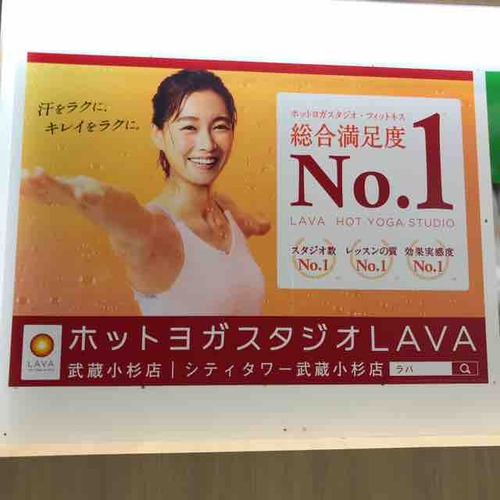 汗をラクに、
キレイをラクに。
ホットヨガスタジオ・フィットネス
総合満足度
No.1
LAVA HOT YOGA STUDIO
スタジオ数 レッスンの質 効果実感度
No.1 No.1 No.1
LAVA
ホットヨガスタジオLAVA
武蔵小杉店|シティタワー武蔵小杉店
ラバ